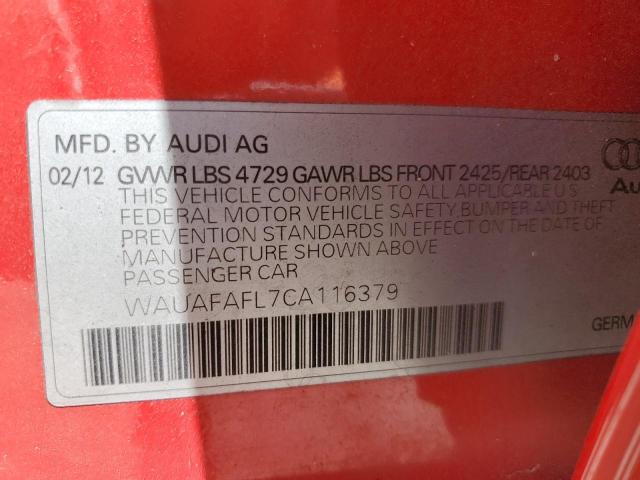 MFD. BY AUDI AG
02/12 GVWR LBS 4729 GAWR LBS FRONT 2425/REAR 2403
THIS VEHICLE CONFORMS TO ALL APPLICABLE U S
FEDERAL MOTOR VEHICLE SAFETY,BUMPER AND THEFT
PREVENTION STANDARDS IN EFFECT ON THE DATE OF
MANUFACTURE SHOWN ABOVE
PASSENGER CAR
WAUAFAFL7CA116379